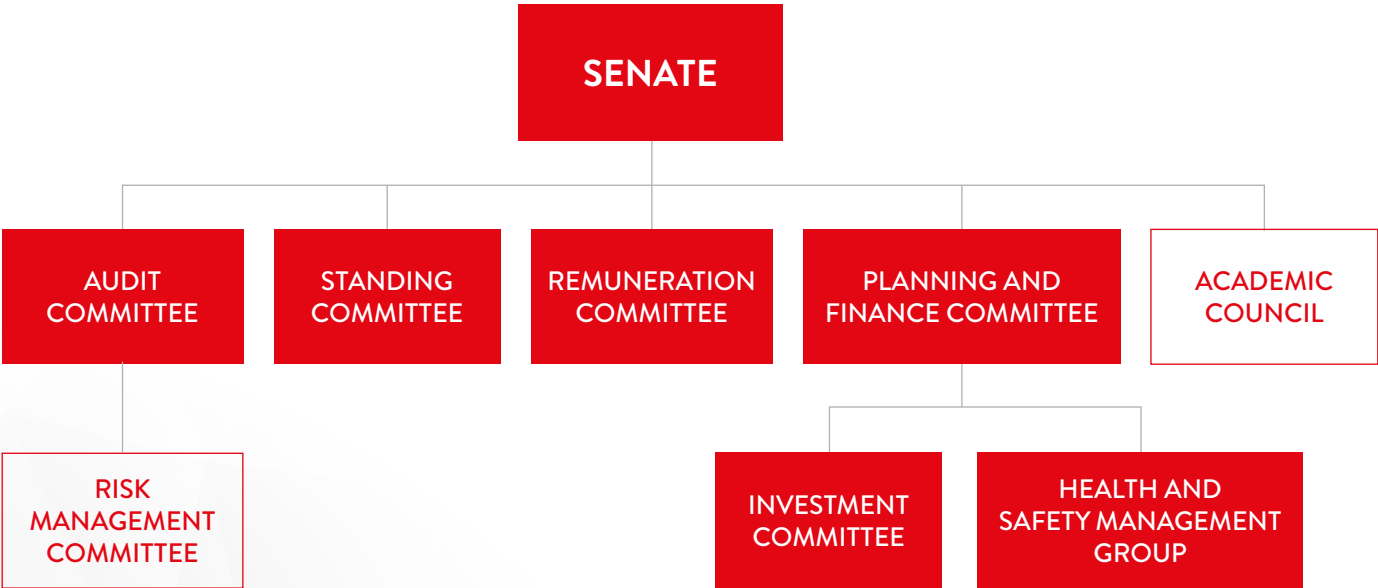 SENATE
AUDIT
COMMITTEE
STANDING
COMMITTEE
REMUNERATION
COMMITTEE
PLANNING AND
FINANCE COMMITTEE
ACADEMIC
COUNCIL
RISK
MANAGEMENT
COMMITTEE
INVESTMENT
COMMITTEE
HEALTH AND
SAFETY MANAGEMENT
GROUP